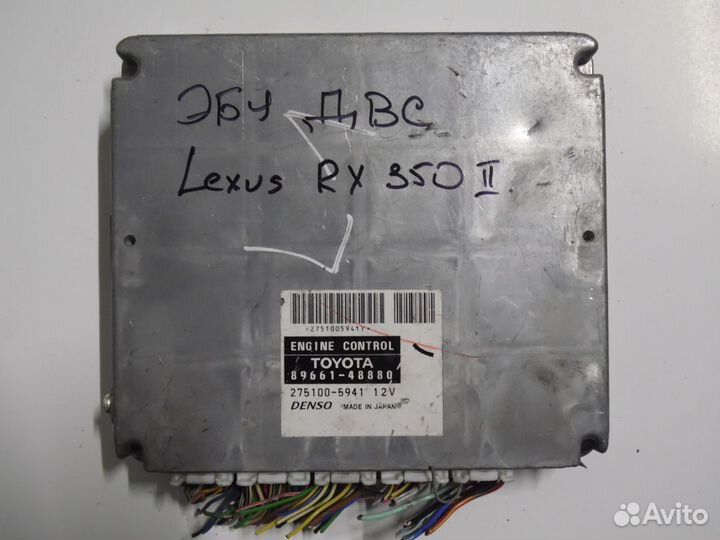 ЭБУ ДВС
Lexus RX 350 II
*2751005941Y*
ENGINE CONTROL
TOYOTA
89661-48880
275100-5941 12V
DENSO MADE IN JAPAN
Avito